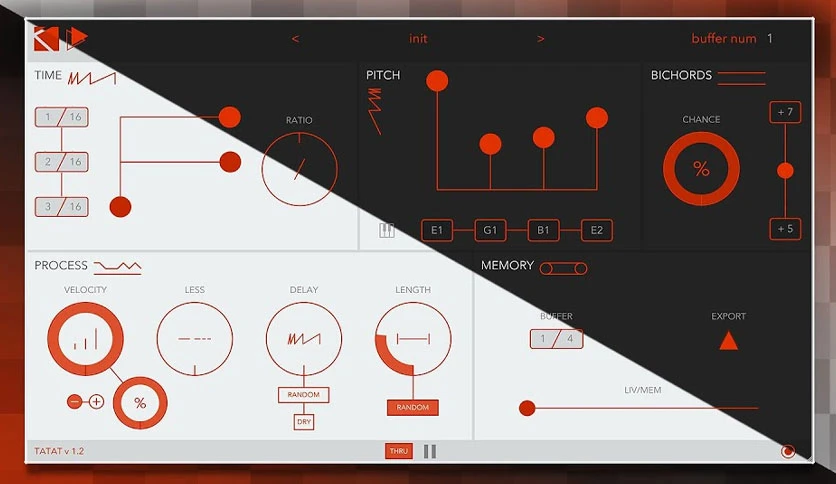 < init > buffer num 1
TIME
1 / 16
2 / 16
3 / 16
RATIO
PITCH
E1 G1 B1 E2
BICHORDS
CHANCE
%
+ 7
+ 5
PROCESS
VELOCITY LESS DELAY LENGTH
%
RANDOM
DRY
RANDOM
MEMORY
BUFFER EXPORT
1 / 4
LIV/MEM
TATAT v 1.2 THRU